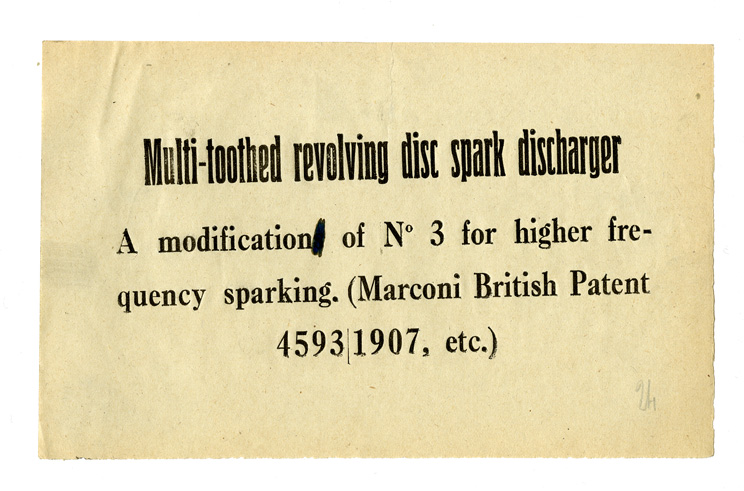 Multi-toothed revolving disc spark discharger
A modification of Nº 3 for higher fre-
quency sparking. (Marconi British Patent
4593|1907, etc.)
24